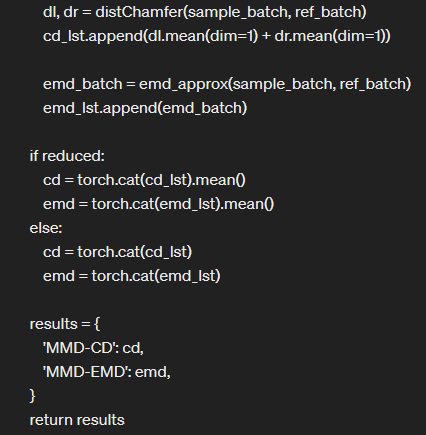 dl, dr = distChamfer(sample_batch, ref_batch)
cd_lst.append(dl.mean(dim=1) + dr.mean(dim=1))
emd_batch = emd_approx(sample_batch, ref_batch)
emd_lst.append(emd_batch)
if reduced:
cd = torch.cat(cd_lst).mean()
emd = torch.cat(emd_lst).mean()
else:
cd = torch.cat(cd_lst)
emd = torch.cat(emd_lst)
results = {
'MMD-CD': cd,
'MMD-EMD': emd,
}
return results